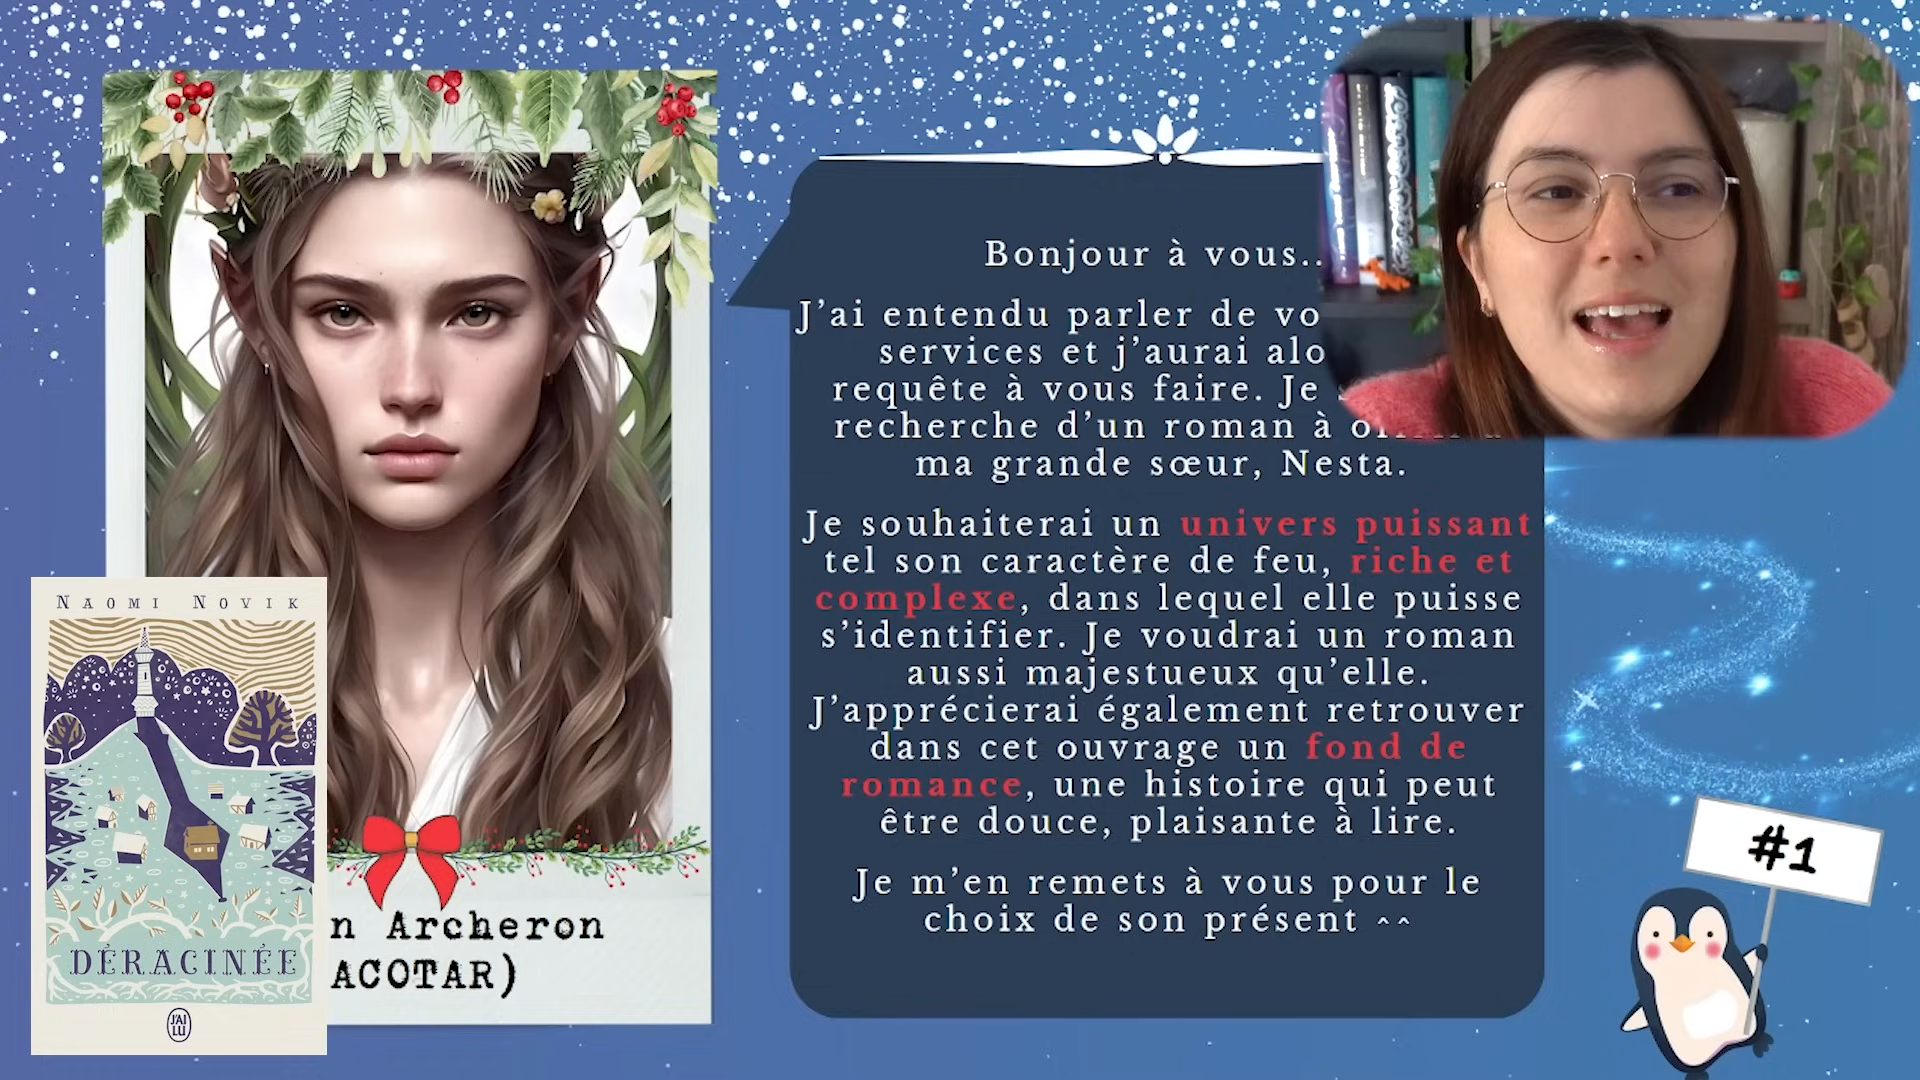 Bonjour à vous..
J'ai entendu parler de vo
services et j'aurai alo
requête à vous faire. Je
recherche d'un roman à
ma grande sœur, Nesta.
Je souhaiterai un univers puissant
tel son caractère de feu, riche et
complexe, dans lequel elle puisse
s'identifier. Je voudrai un roman
aussi majestueux qu'elle.
J'apprécierai également retrouver
dans cet ouvrage un fond de
romance, une histoire qui peut
être douce, plaisante à lire.
Je m'en remets à vous pour le
choix de son présent ^^
n Archeron
ACOTAR)
NAOMI NOVIK
DÉRACINÉE
J'AI
LU
#1